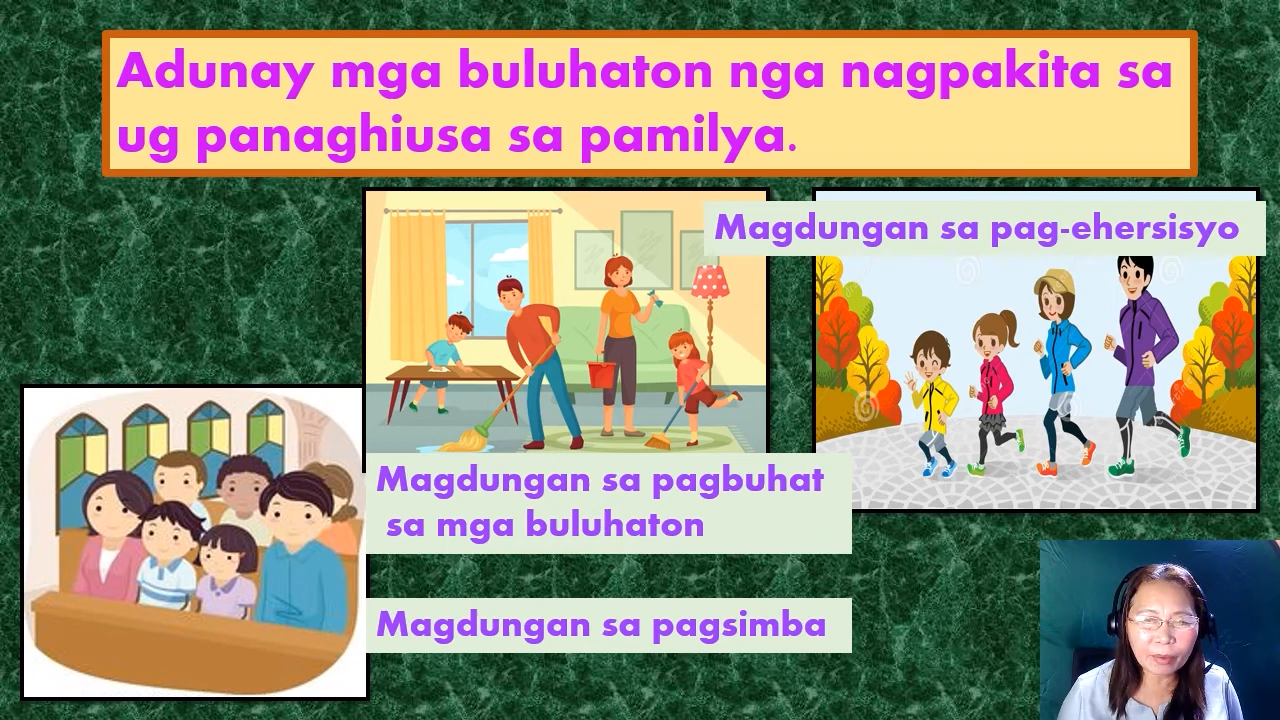 Adunay mga buluhaton nga nagpakita sa
ug panaghiusa sa pamilya.
Magdungan sa pag-ehersisyo
Magdungan sa pagbuhat
sa mga buluhaton
Magdungan sa pagsimba